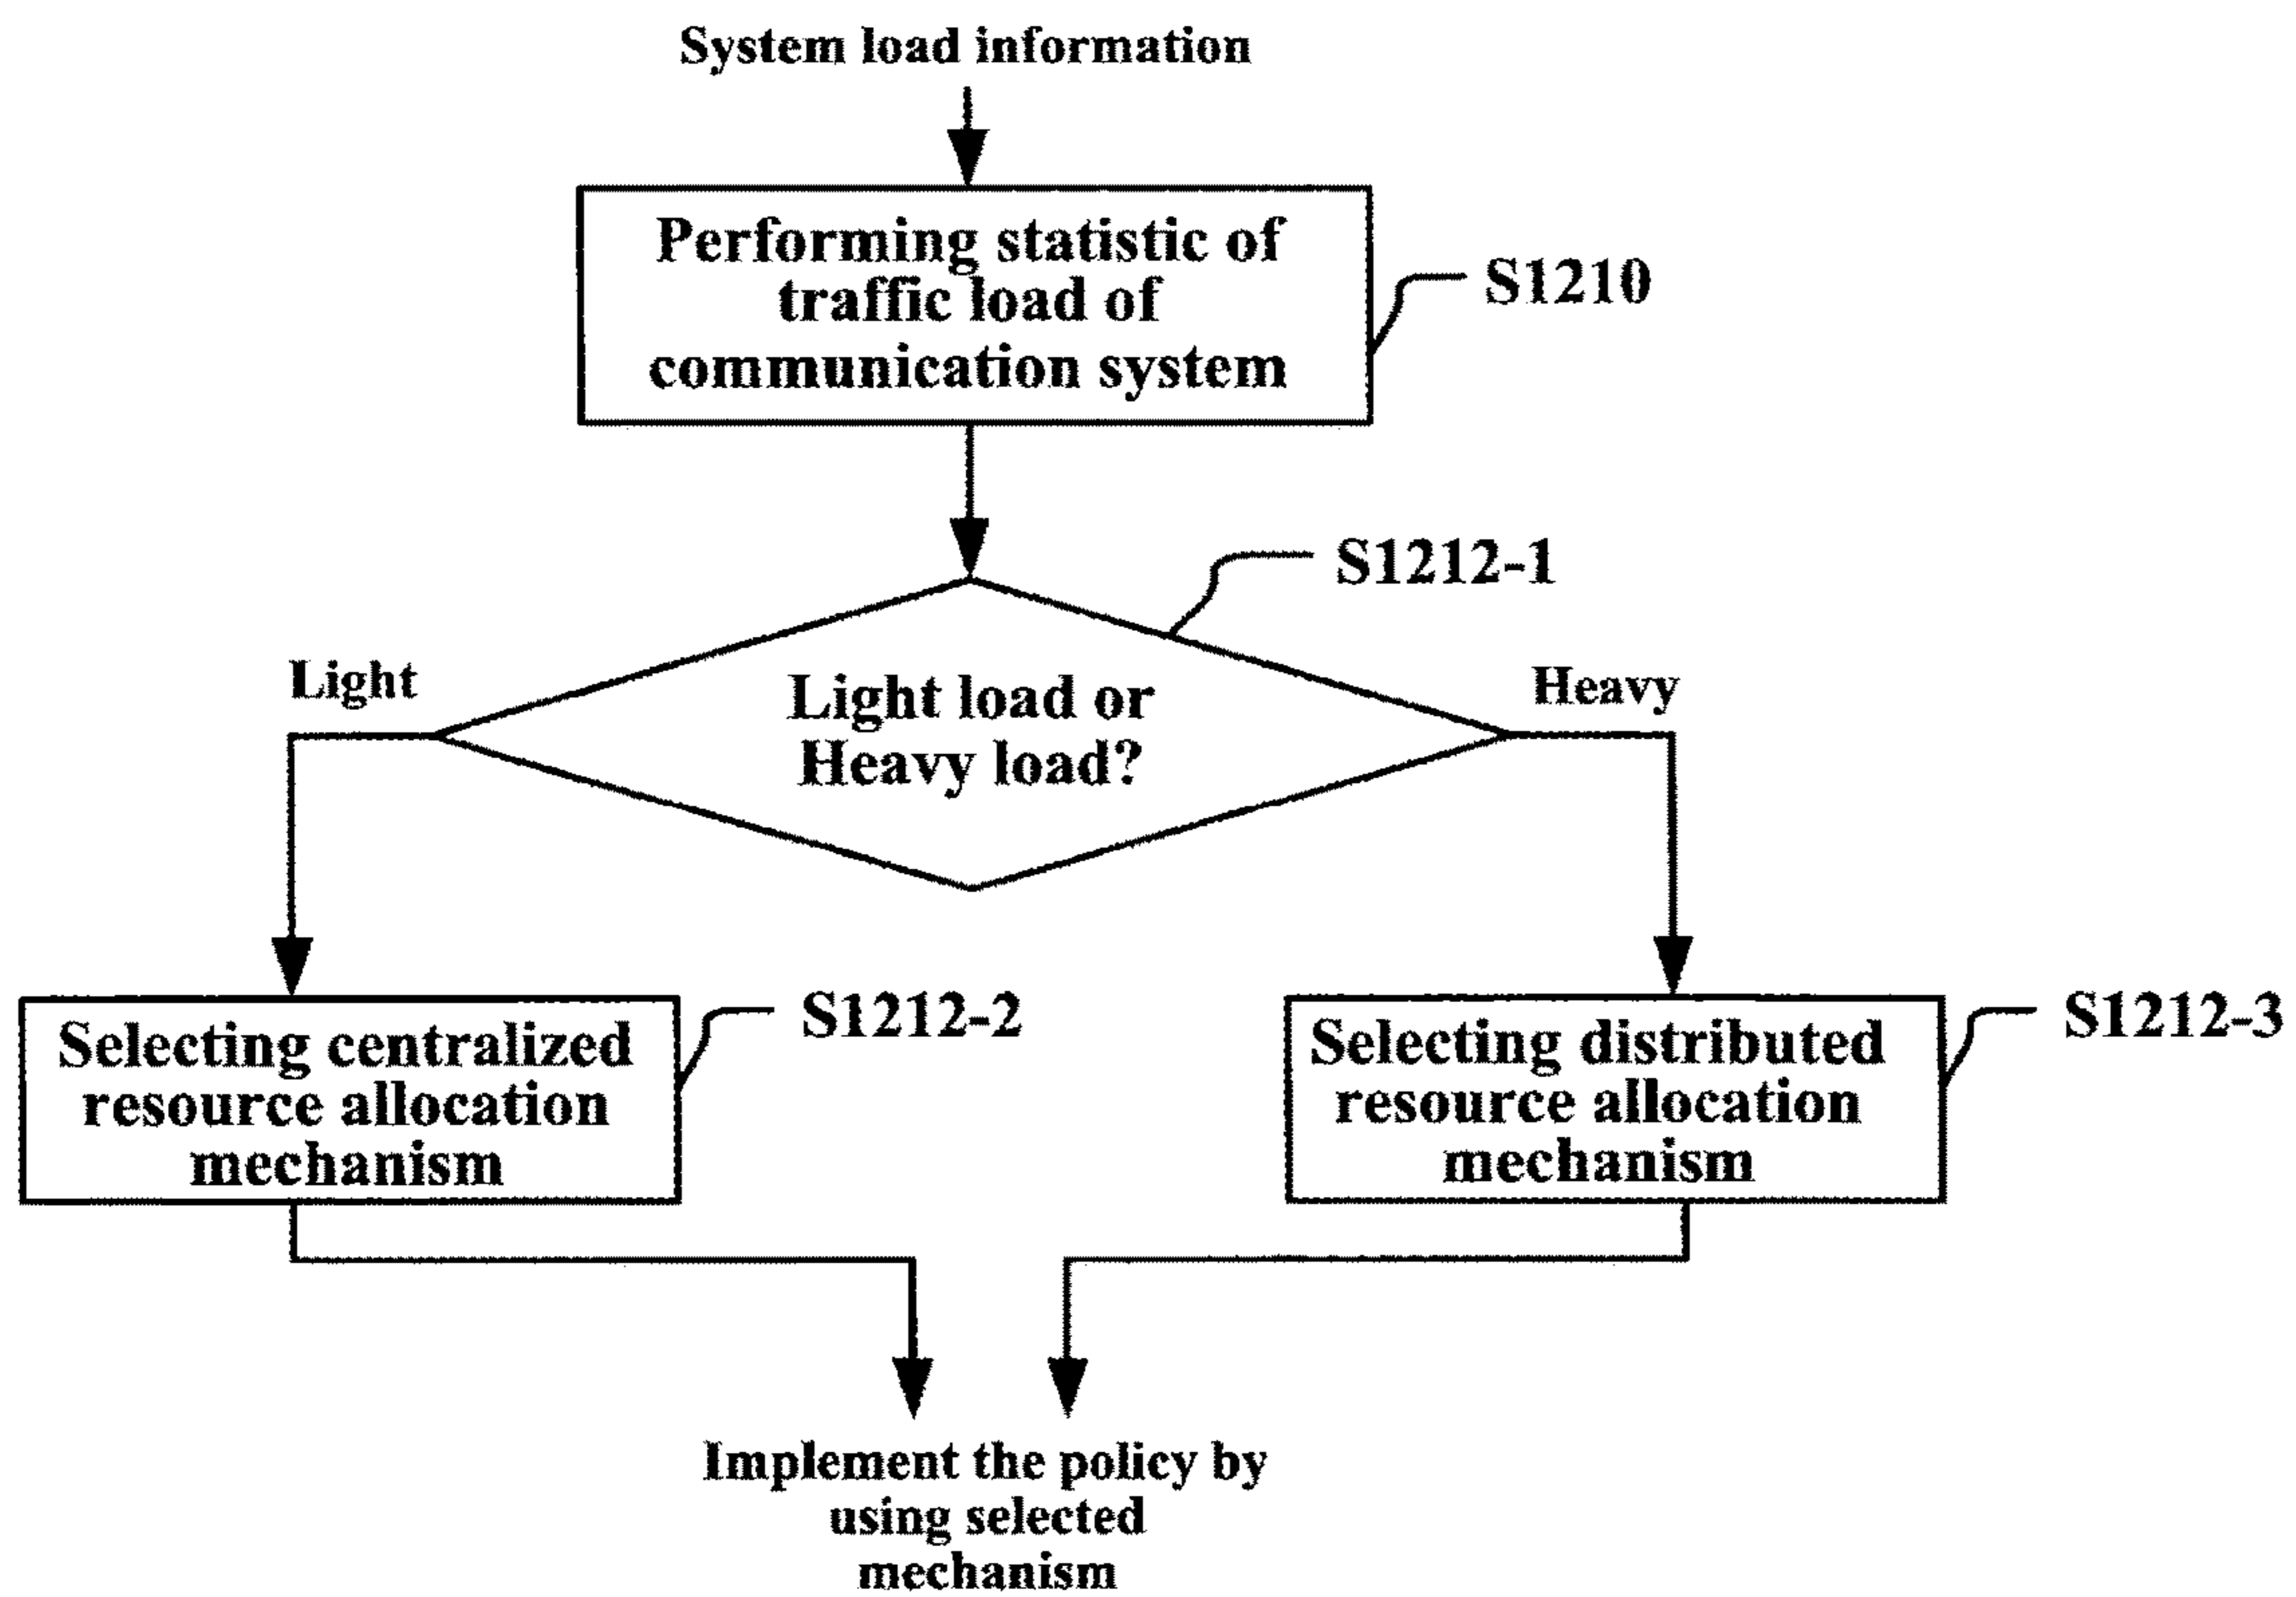 System load information
Performing statistic of
traffic load of
communication system
S1210
S1212-1
Light
Light load or
Heavy load?
Heavy
Selecting centralized
resource allocation
mechanism
S1212-2
Selecting distributed
resource allocation
mechanism
S1212-3
Implement the policy by
using selected
mechanism